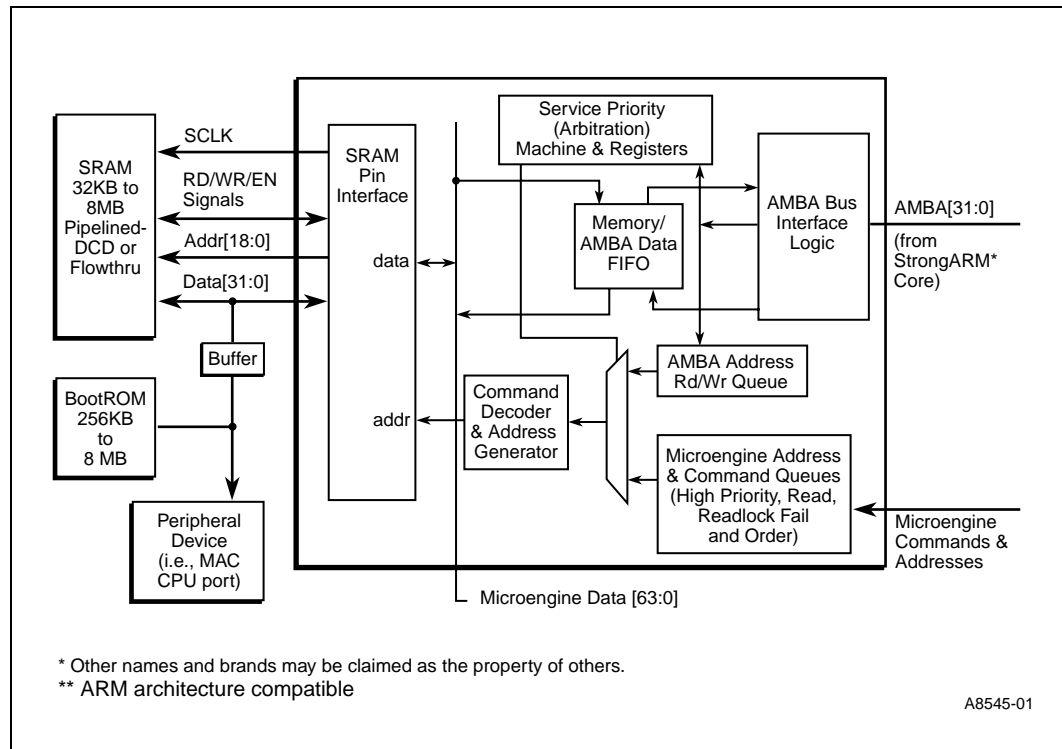 SRAM
32KB to
8MB
Pipelined-
DCD or
Flowthru
BootROM
256KB
to
8 MB
SCLK
RD/WR/EN
Signals
Addr[18:0]
Data[31:0]
Buffer
Peripheral
Device
(i.e., MAC
CPU port)
SRAM
Pin
Interface
data
addr
Service Priority
(Arbitration)
Machine & Registers
Memory/
AMBA Data
FIFO
AMBA Bus
Interface
Logic
AMBA[31:0]
(from
StrongARM*
Core)
AMBA Address
Rd/Wr Queue
Command
Decoder
& Address
Generator
Microengine Address
& Command Queues
(High Priority, Read,
Readlock Fail
and Order)
Microengine
Commands &
Addresses
Microengine Data [63:0]
* Other names and brands may be claimed as the property of others.
** ARM architecture compatible
A8545-01